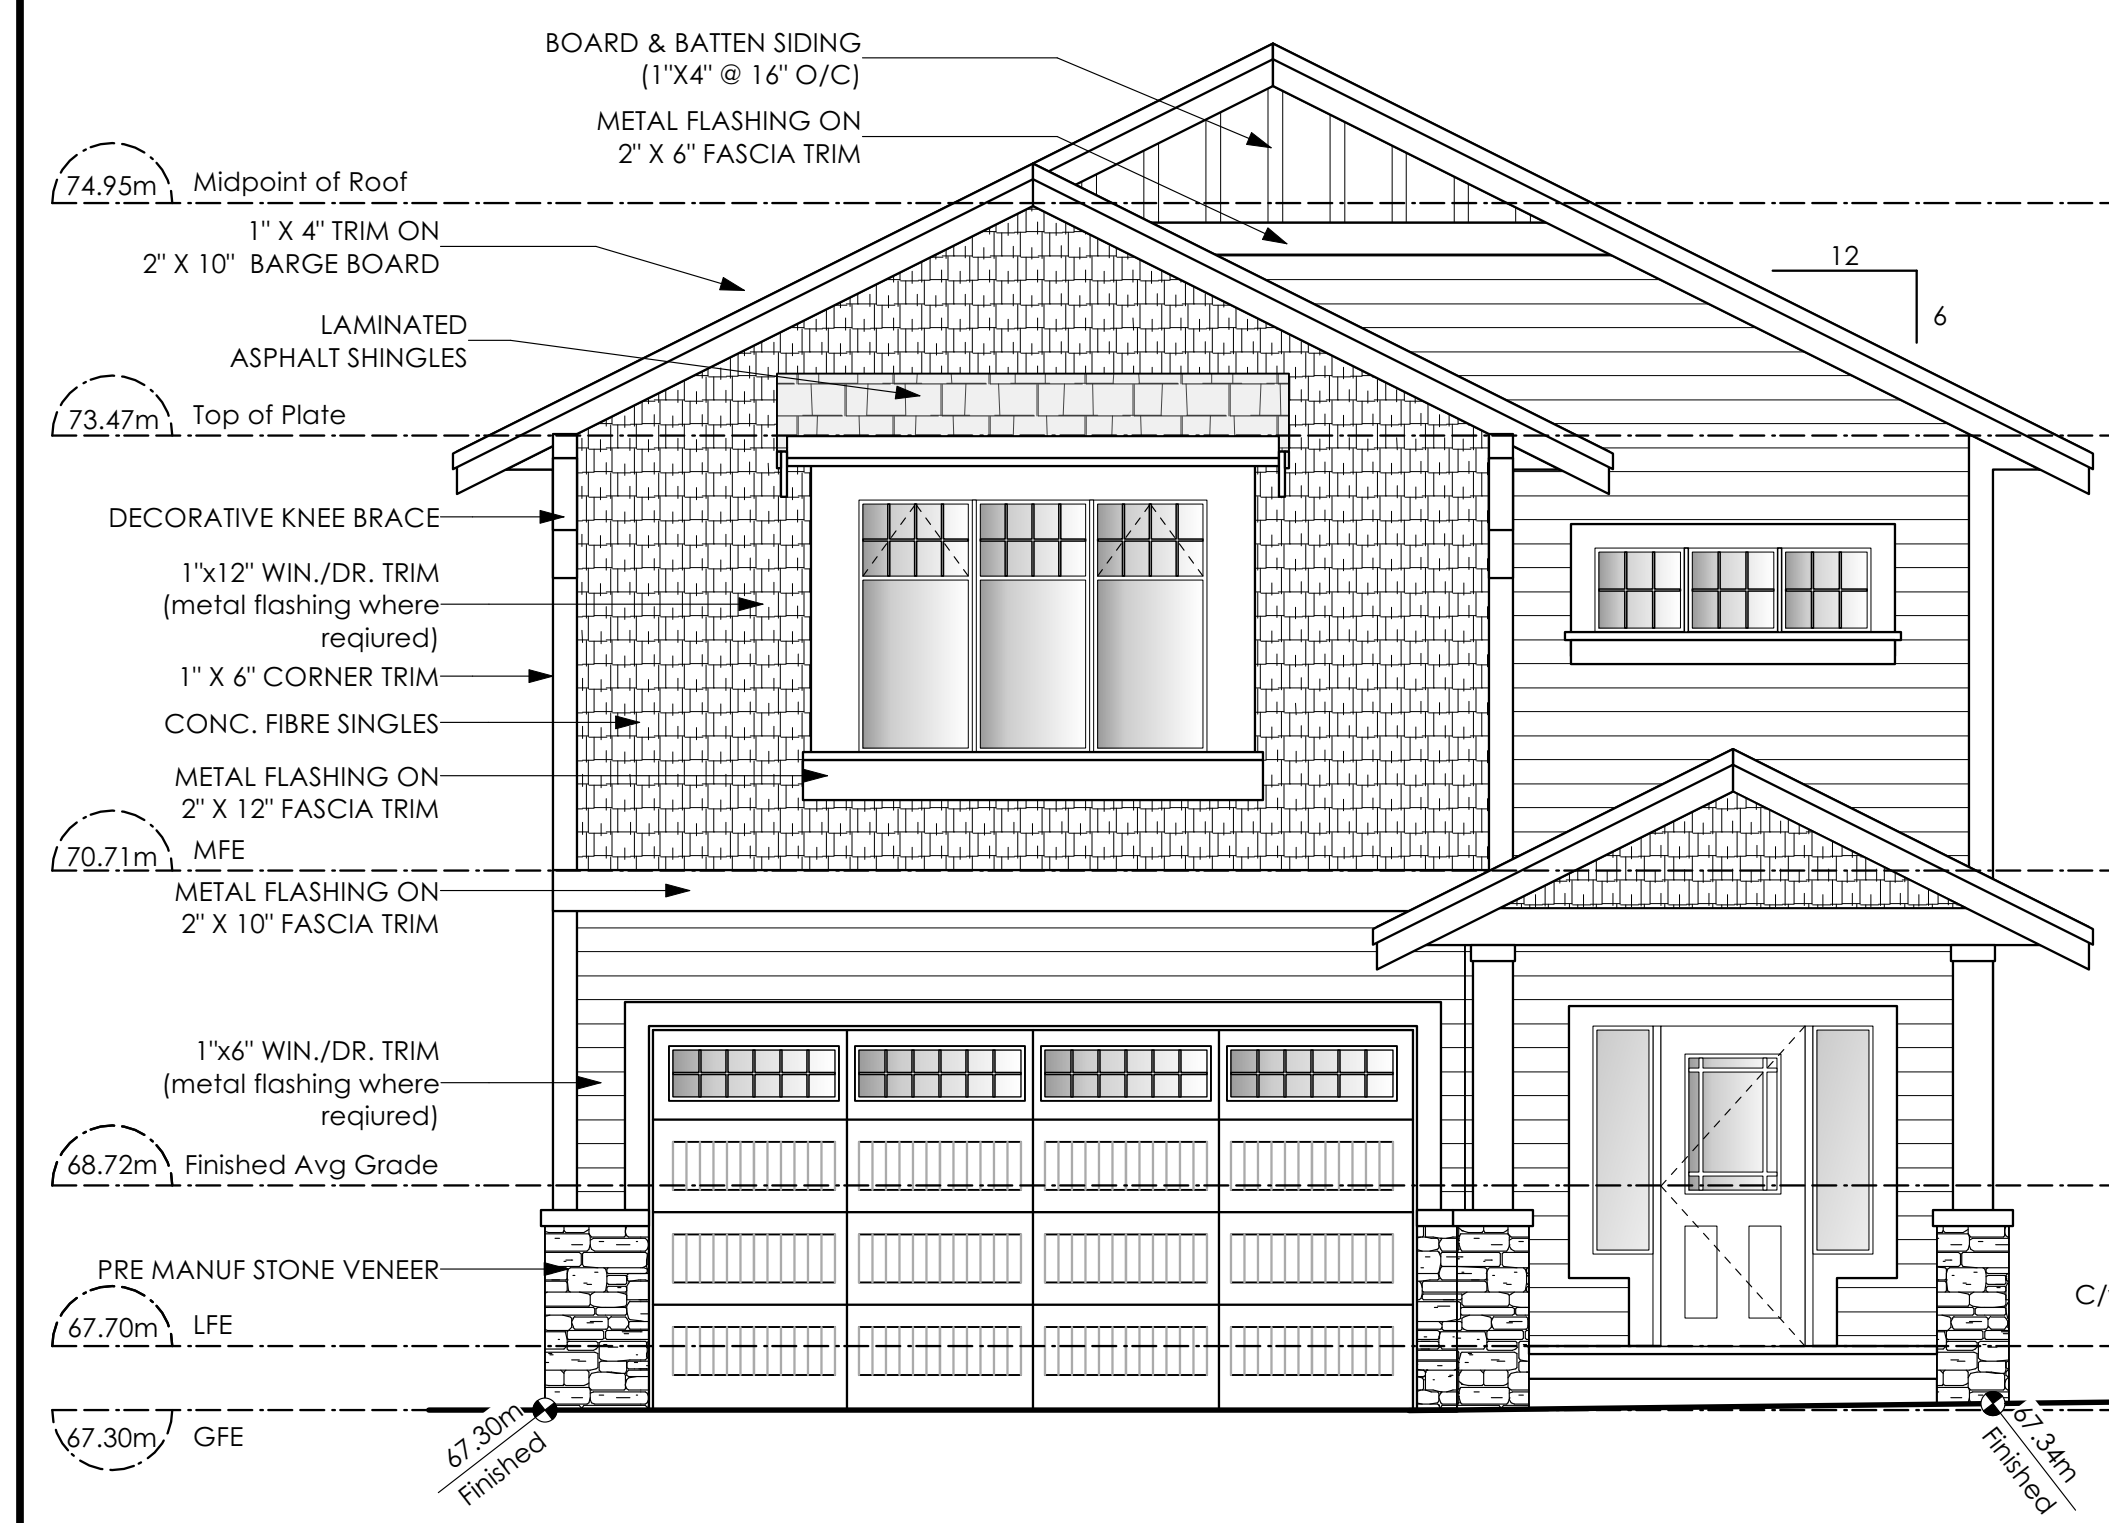 BOARD & BATTEN SIDING
(1"X4" @ 16" O/C)
METAL FLASHING ON
2" X 6" FASCIA TRIM
74.95m Midpoint of Roof
1" X 4" TRIM ON
2" X 10" BARGE BOARD
12
6
LAMINATED
ASPHALT SHINGLES
73.47m Top of Plate
DECORATIVE KNEE BRACE
1"x12" WIN./DR. TRIM
(metal flashing where
reqiured)
1" X 6" CORNER TRIM
CONC. FIBRE SINGLES
METAL FLASHING ON
2" X 12" FASCIA TRIM
70.71m MFE
METAL FLASHING ON
2" X 10" FASCIA TRIM
1"x6" WIN./DR. TRIM
(metal flashing where
reqiured)
68.72m Finished Avg Grade
PRE MANUF STONE VENEER
C/
67.70m LFE
67.30m GFE
67.30m
Finished
67.34m
Finished